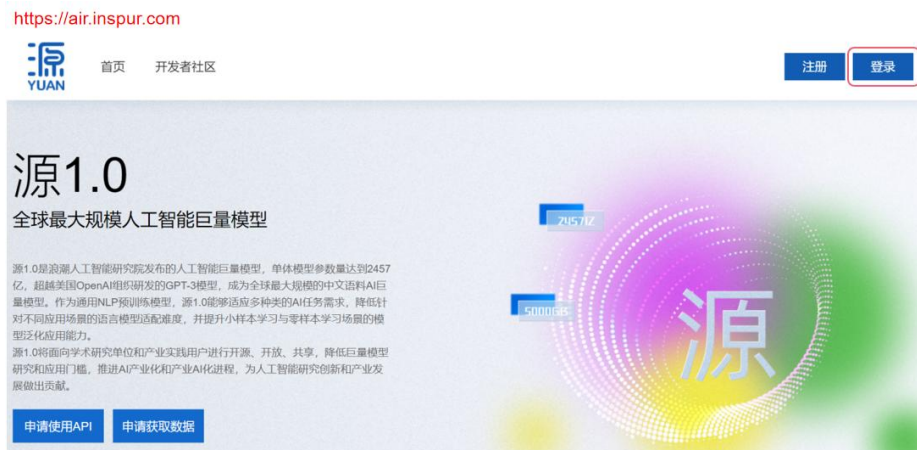 https://air.inspur.com
源
YUAN
首页 开发者社区 注册 登录
源1.0
全球最大规模人工智能巨量模型
2457亿
源1.0是浪潮人工智能研究院发布的人工智能巨量模型，单体模型参数量达到2457
亿，超越美国OpenAI组织研发的GPT-3模型，成为全球最大规模的中文语料AI巨
量模型。作为通用NLP预训练模型，源1.0能够适应多种类的AI任务需求，降低针
对不同应用场景的语言模型适配难度，并提升小样本学习与零样本学习场景的模
型泛化应用能力。
5000GB
源
源1.0将面向学术研究单位和产业实践用户进行开源、开放、共享，降低巨量模型
研究和应用门槛，推进AI产业化和产业AI化进程，为人工智能研究创新和产业发
展做出贡献。
申请使用API 申请获取数据